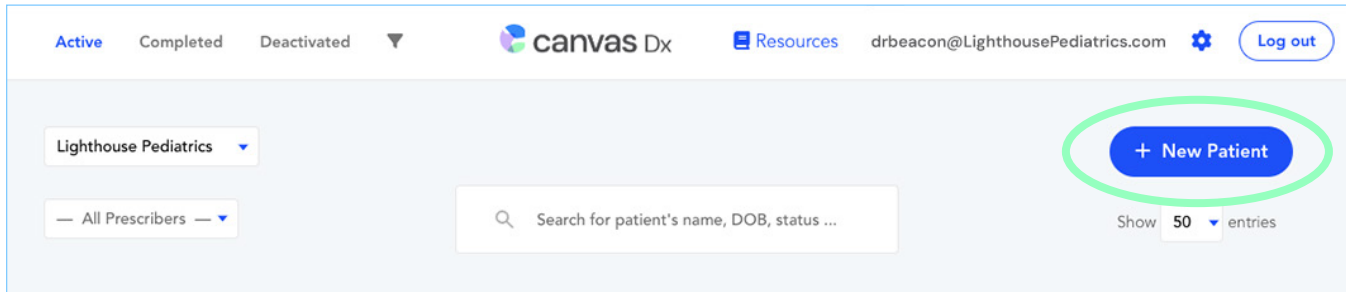 Active Completed Deactivated canvas Dx Resources drbeacon@LighthousePediatrics.com Log out
Lighthouse Pediatrics + New Patient
— All Prescribers — Search for patient's name, DOB, status ... Show 50 entries